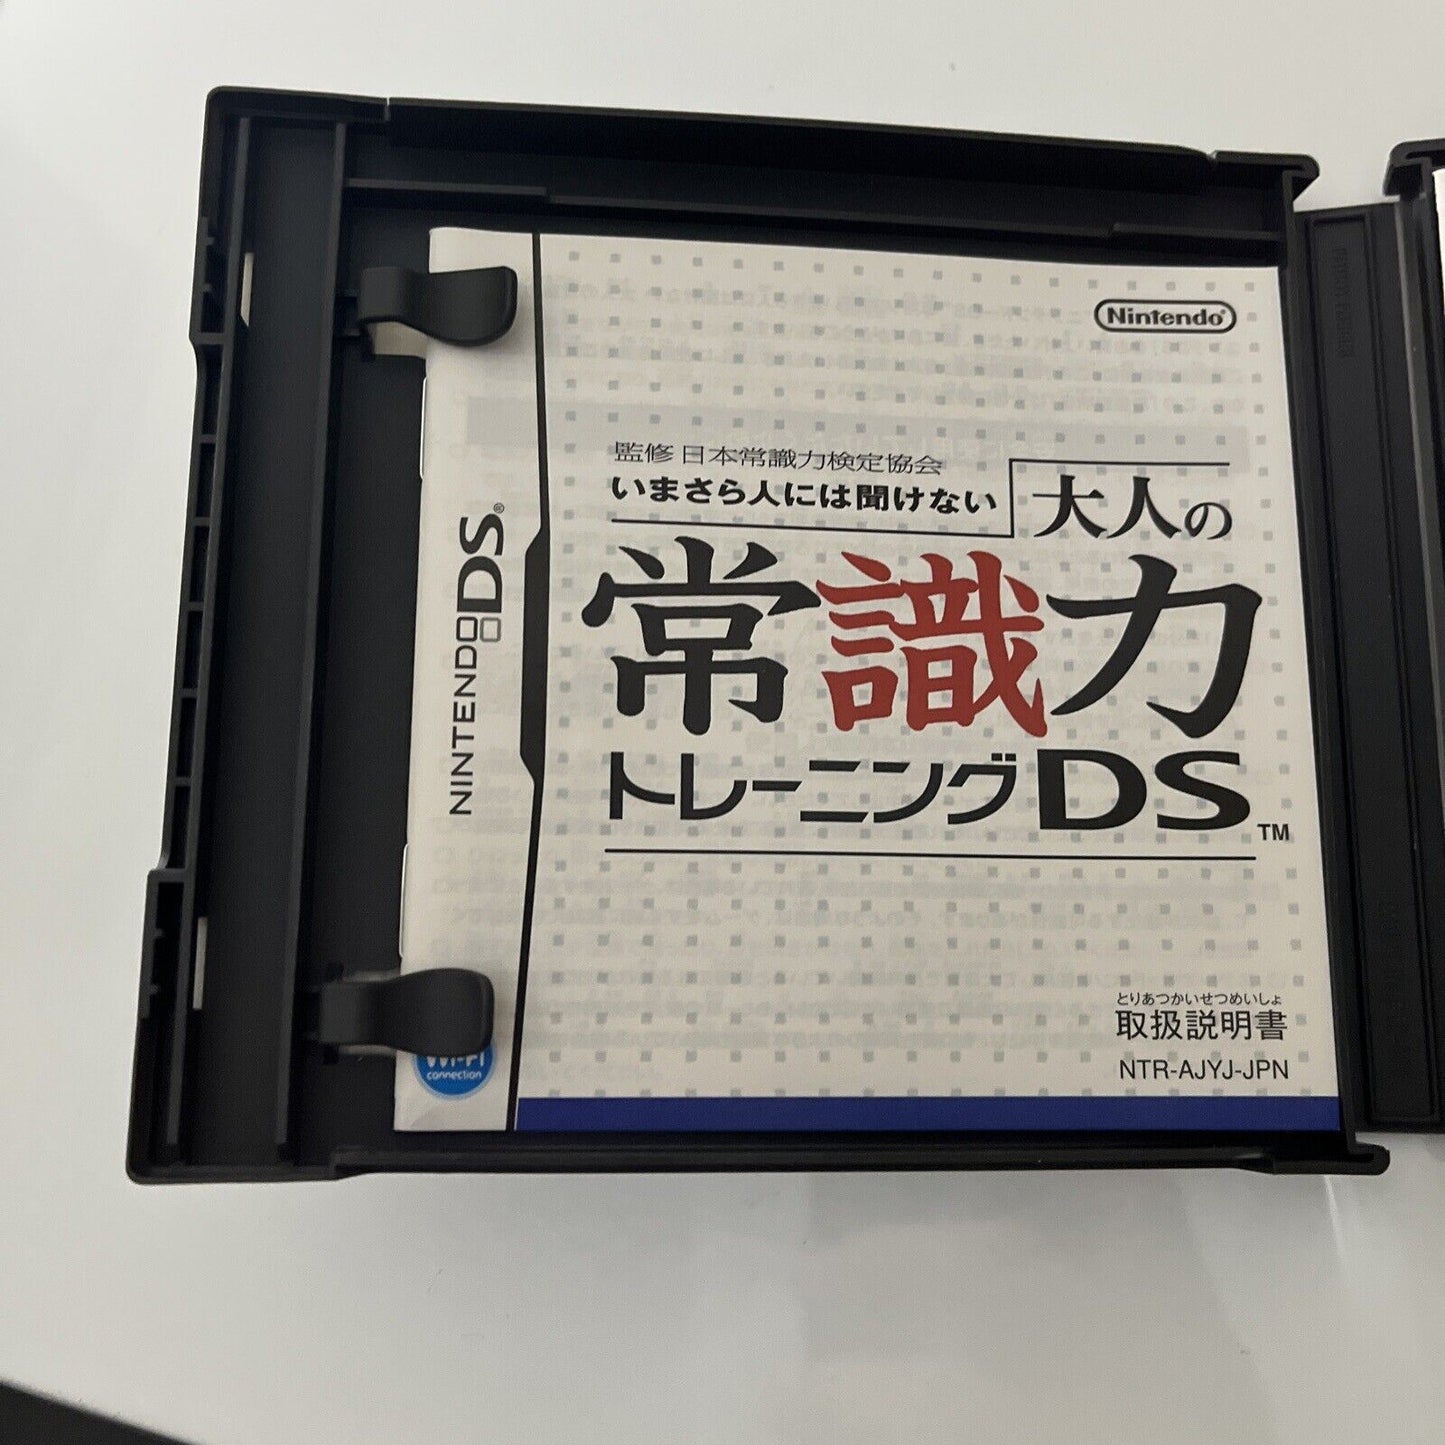 Nintendo®
監修 日本常識力検定協会
いまさら人には聞けない
大人の
常識力
トレーニングDS™
NINTENDO DS®
とりあつかいせつめいしょ
取扱説明書
NTR-AJYJ-JPN
Wi-Fi
connection